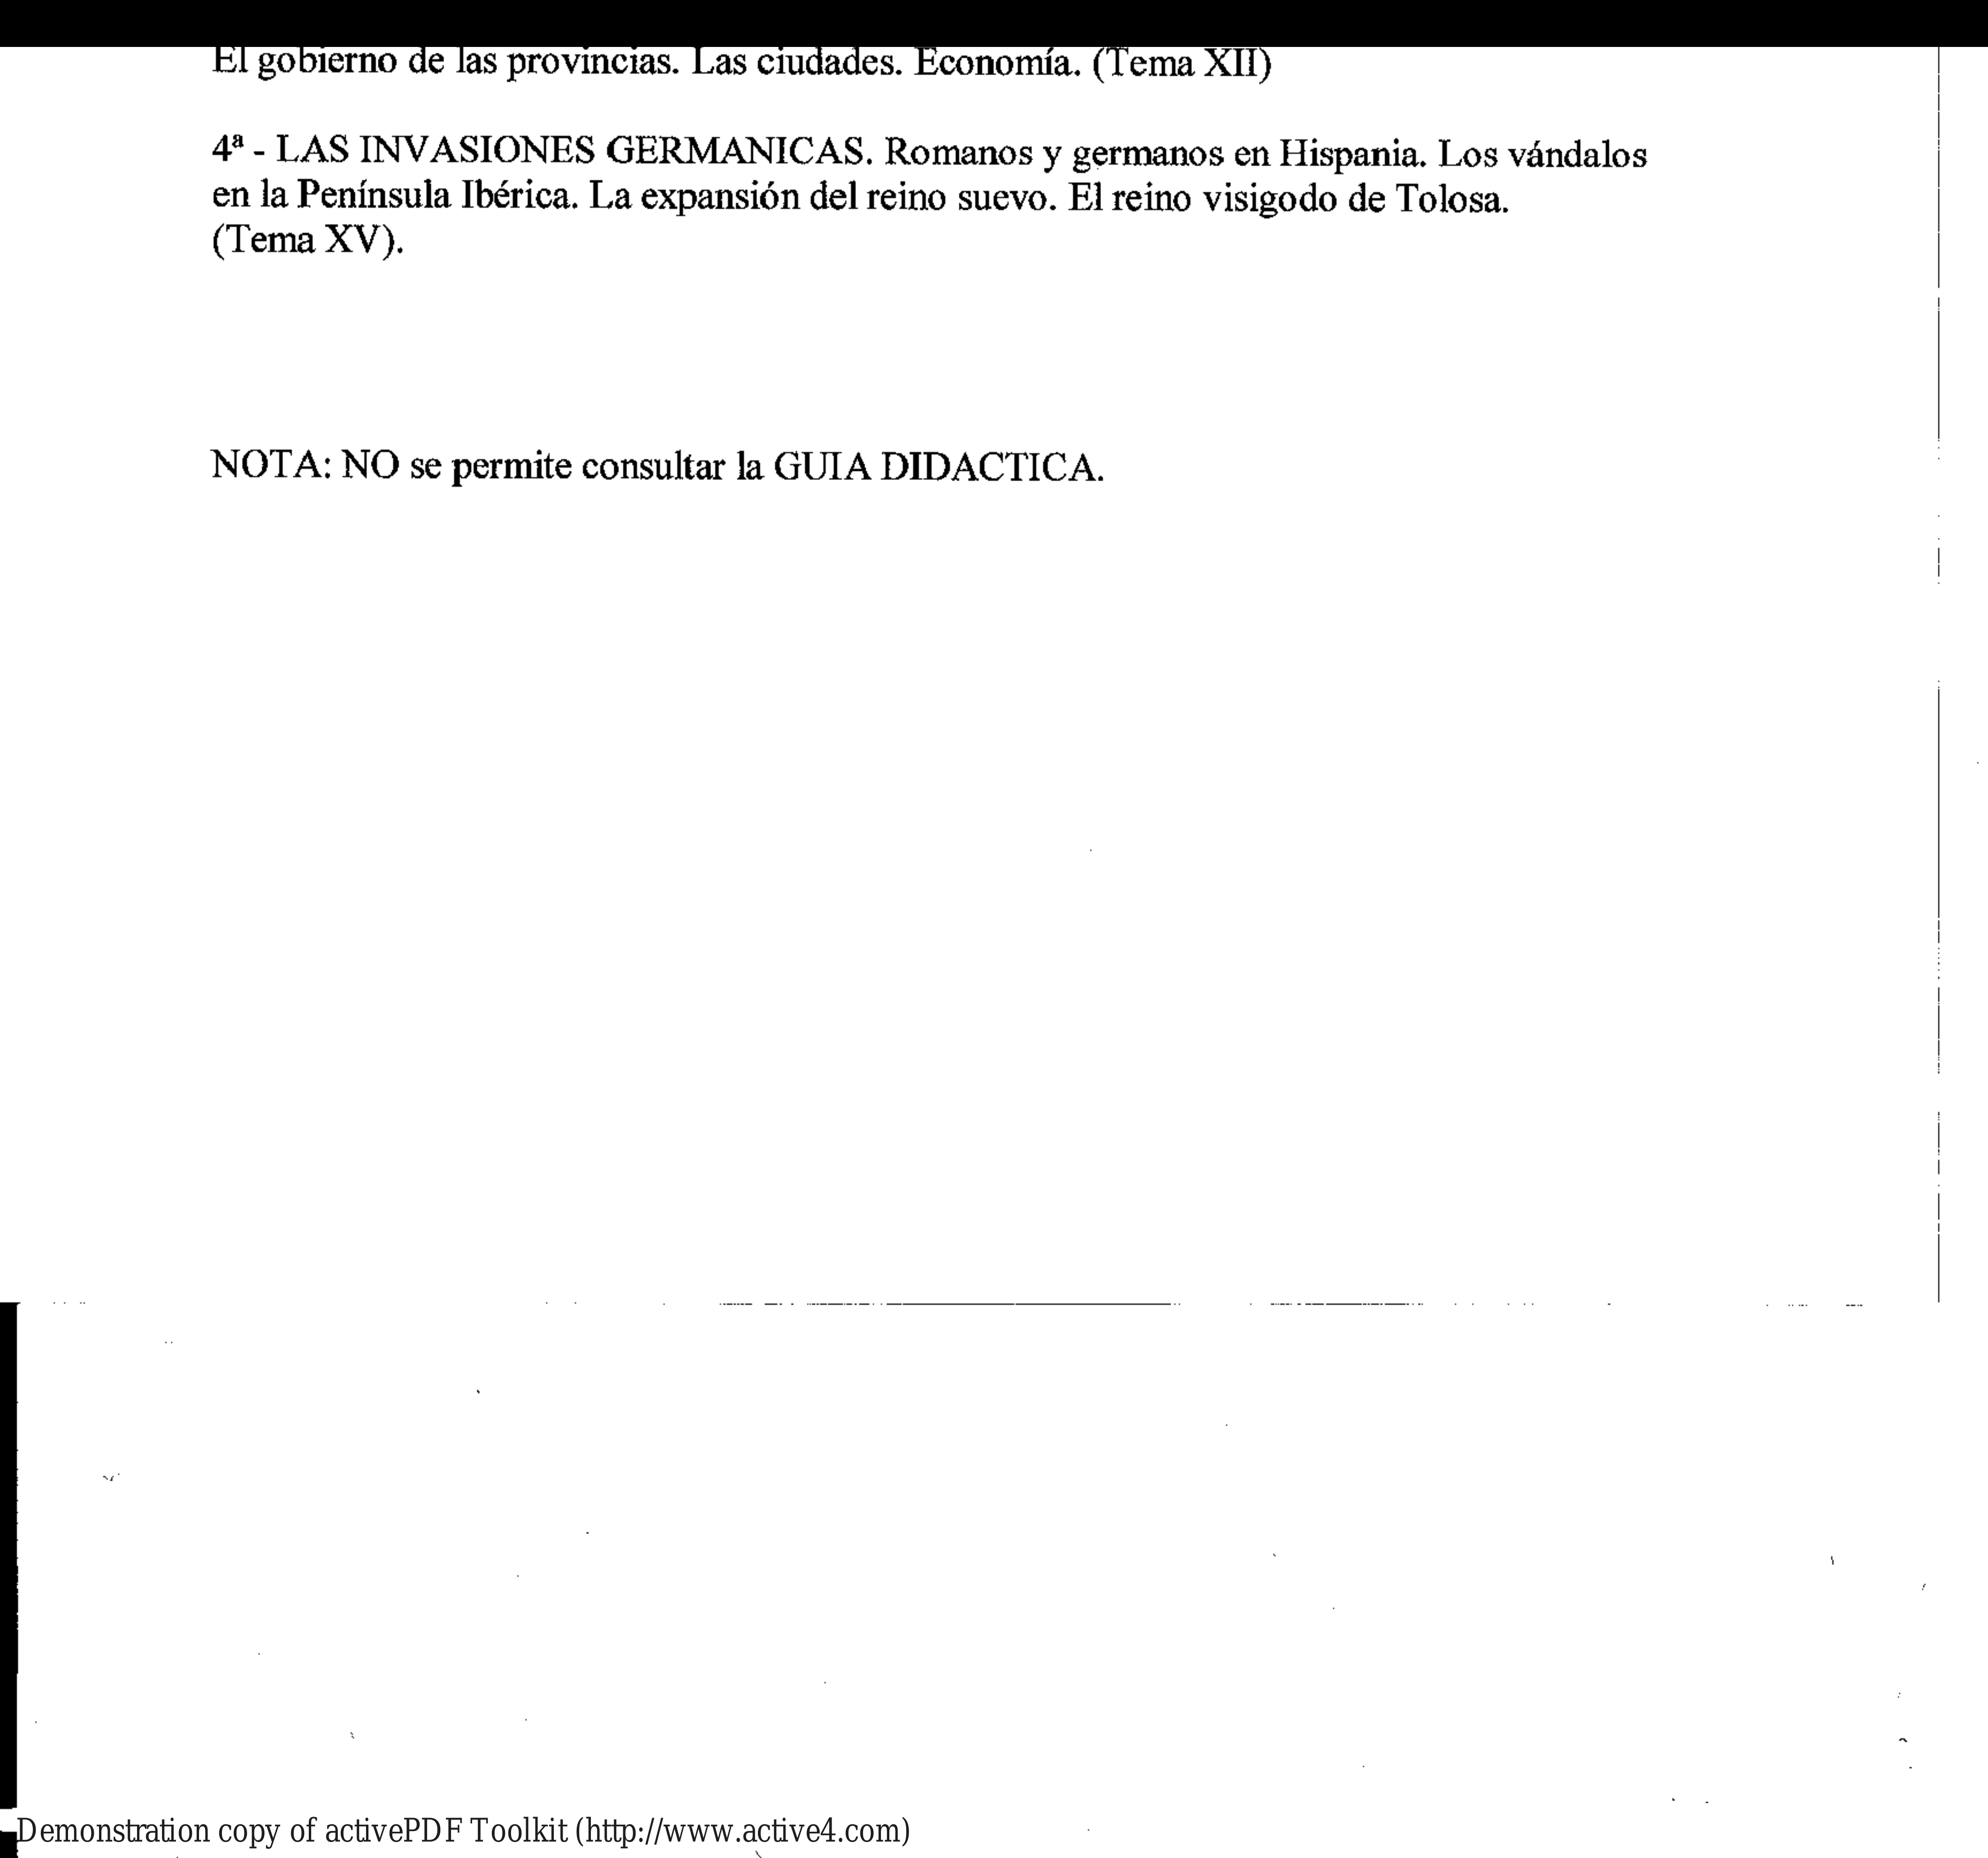 El gobierno de las provincias. Las ciudades. Economía. (Tema XII)
4ª - LAS INVASIONES GERMANICAS. Romanos y germanos en Hispania. Los vándalos
en la Península Ibérica. La expansión del reino suevo. El reino visigodo de Tolosa.
(Tema XV).
NOTA: NO se permite consultar la GUIA DIDACTICA.
Demonstration copy of activePDF Toolkit (http://www.active4.com)